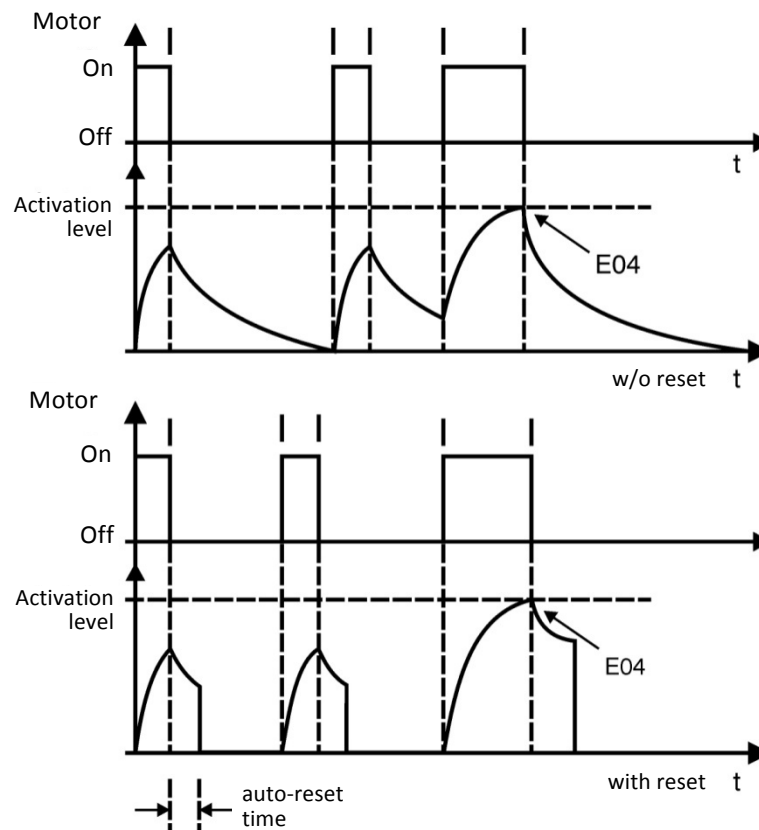 Motor
On
Off
t
Activation
level
E04
w/o reset
t
Motor
On
Off
Activation
level
E04
with reset
t
auto-reset
time